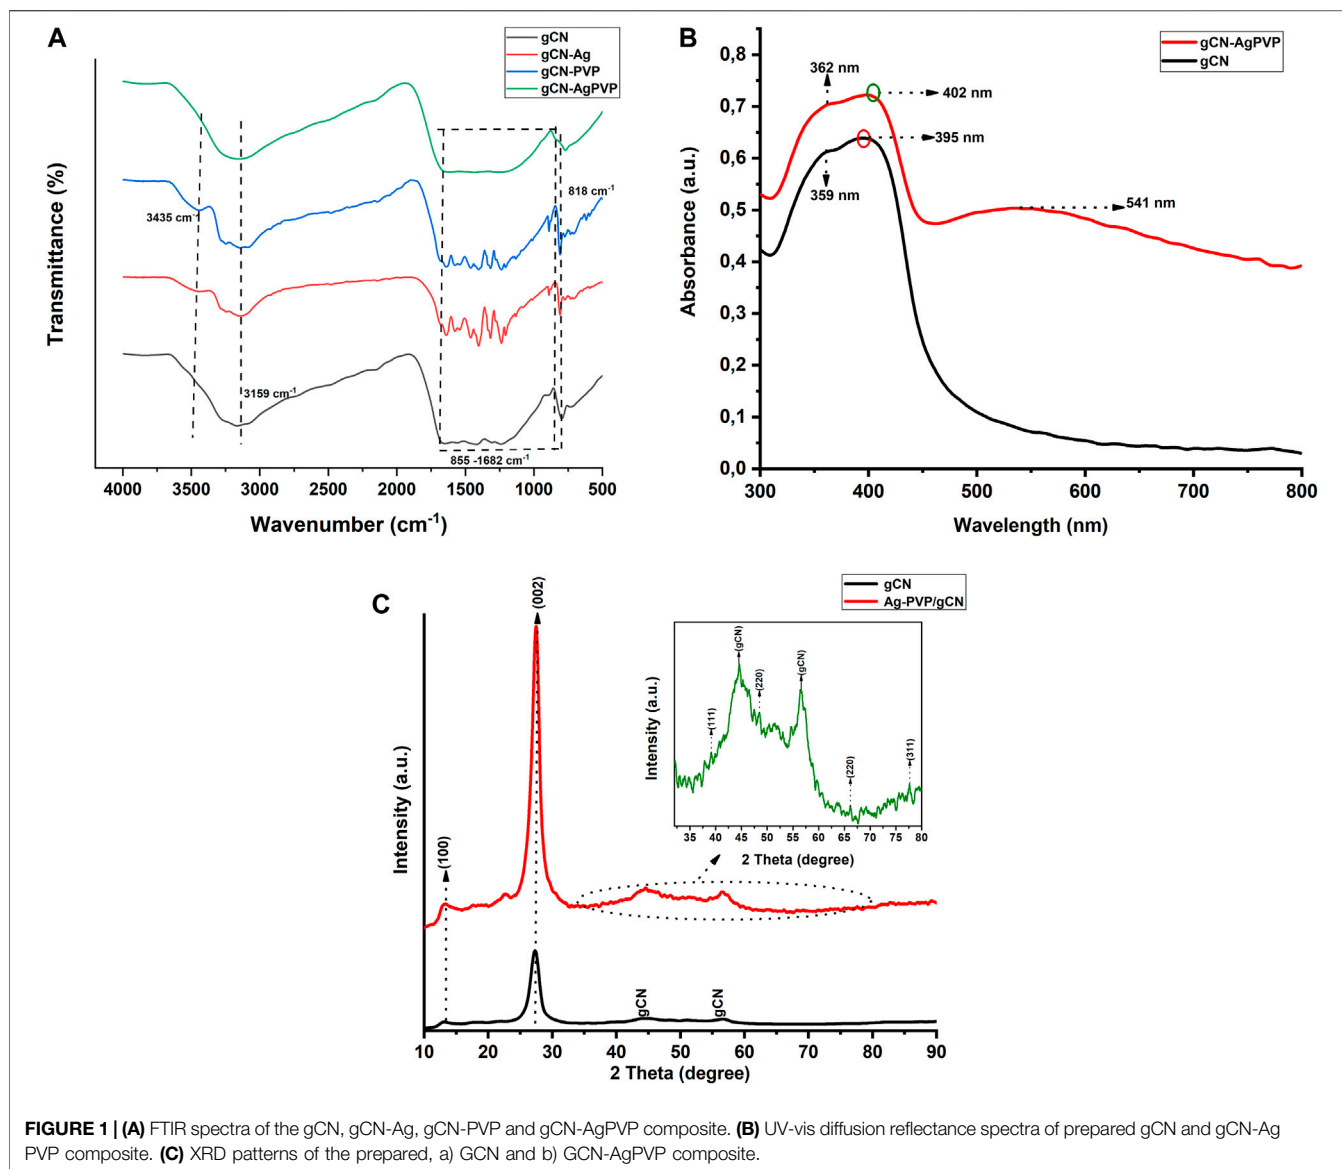 A
gCN
gCN-Ag
gCN-PVP
gCN-AgPVP
Transmittance (%)
3435 cm-1
818 cm-1
3159 cm-1
855 -1682 cm-1
4000 3500 3000 2500 2000 1500 1000 500
Wavenumber (cm-1)
B
gCN-AgPVP
gCN
0,8
0,7
0,6
0,5
0,4
0,3
0,2
0,1
0,0
Absorbance (a.u.)
362 nm
402 nm
395 nm
359 nm
541 nm
300 400 500 600 700 800
Wavelength (nm)
C
gCN
Ag-PVP/gCN
Intensity (a.u.)
(100)
(002)
gCN
gCN
10 20 30 40 50 60 70 80 90
2 Theta (degree)
Intensity (a.u.)
(111)
(gCN)
(220)
(gCN)
(220)
(311)
35 40 45 50 55 60 65 70 75 80
2 Theta (degree)
FIGURE 1 | (A) FTIR spectra of the gCN, gCN-Ag, gCN-PVP and gCN-AgPVP composite. (B) UV-vis diffusion reflectance spectra of prepared gCN and gCN-Ag
PVP composite. (C) XRD patterns of the prepared, a) GCN and b) GCN-AgPVP composite.